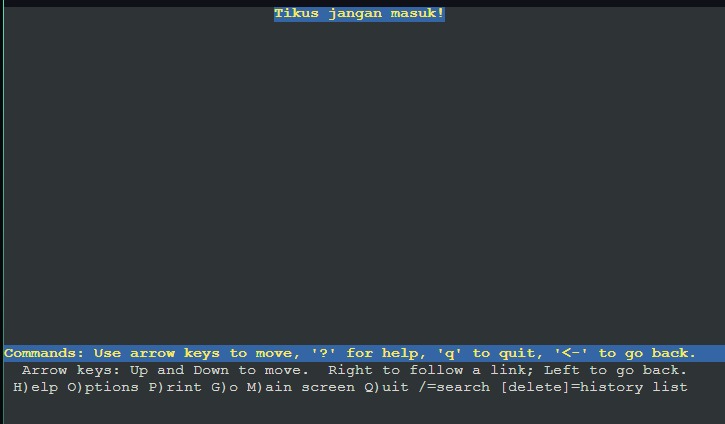 Tikus jangan masuk!
Commands: Use arrow keys to move, '?' for help, 'q' to quit, '<-' to go back.
Arrow keys: Up and Down to move.  Right to follow a link; Left to go back.
H)elp O)ptions P)rint G)o M)ain screen Q)uit /=search [delete]=history list